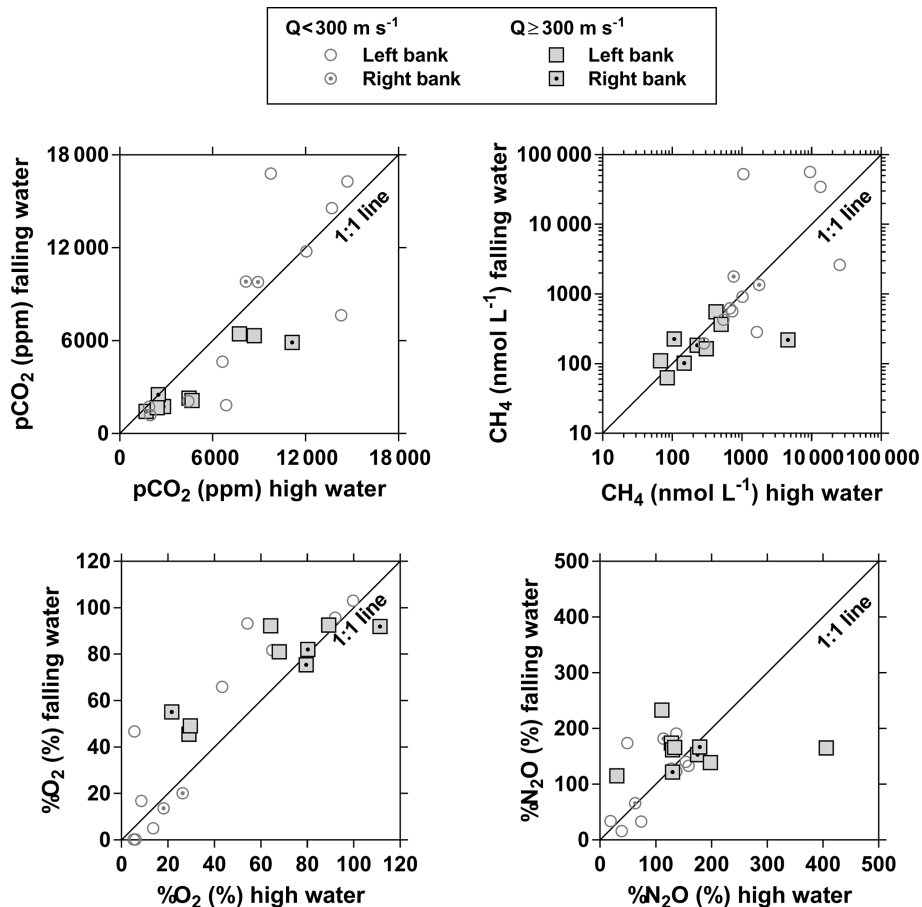 Q<300 m s⁻¹ Q≥300 m s⁻¹
Left bank Left bank
Right bank Right bank
pCO₂ (ppm) falling water
18 000
12 000
6000
0
1:1 line
0 6000 12 000 18 000
pCO₂ (ppm) high water
CH₄ (nmol L⁻¹) falling water
100 000
10 000
1000
100
10
1:1 line
10 100 1000 10 000 100 000
CH₄ (nmol L⁻¹) high water
%O₂ (%) falling water
120
100
80
60
40
20
0
1:1 line
0 20 40 60 80 100 120
%O₂ (%) high water
%N₂O (%) falling water
500
400
300
200
100
0
1:1 line
0 100 200 300 400 500
%N₂O (%) high water